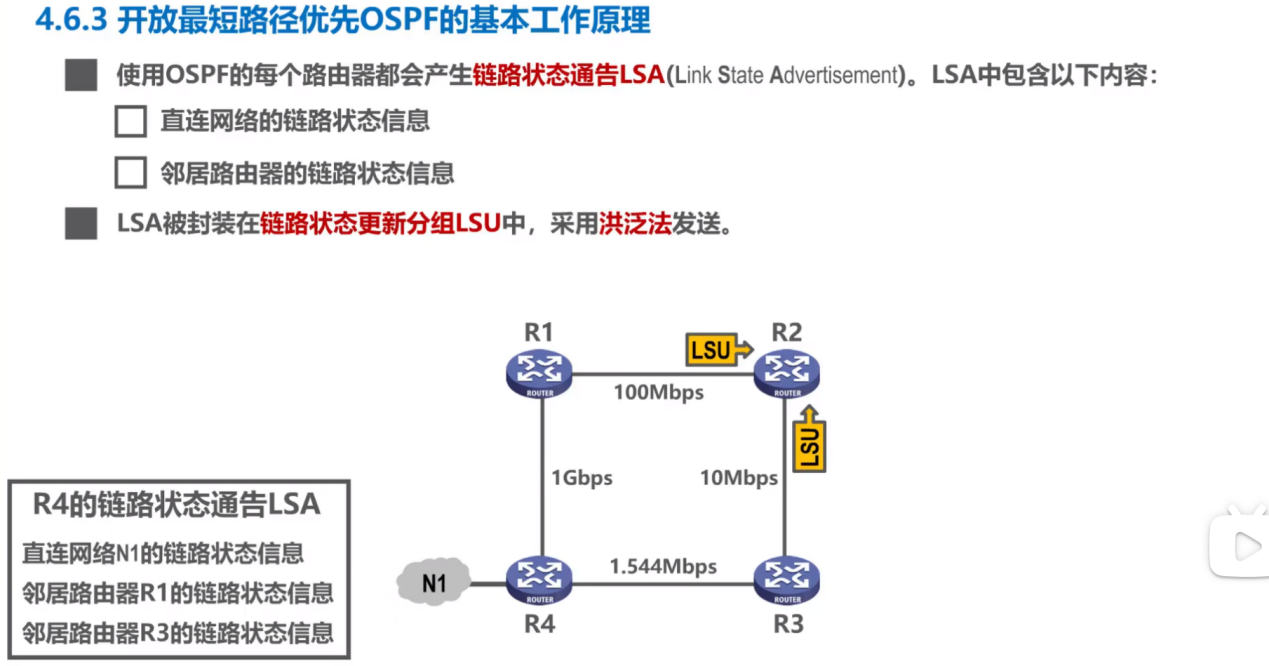 4.6.3 开放最短路径优先OSPF的基本工作原理
使用OSPF的每个路由器都会产生链路状态通告LSA(Link State Advertisement)。LSA中包含以下内容：
直连网络的链路状态信息
邻居路由器的链路状态信息
LSA被封装在链路状态更新分组LSU中，采用洪泛法发送。
R1
R2
LSU
ROUTER
ROUTER
100Mbps
LSU
1Gbps
10Mbps
R4的链路状态通告LSA
直连网络N1的链路状态信息
邻居路由器R1的链路状态信息
邻居路由器R3的链路状态信息
N1
1.544Mbps
ROUTER
ROUTER
R4
R3